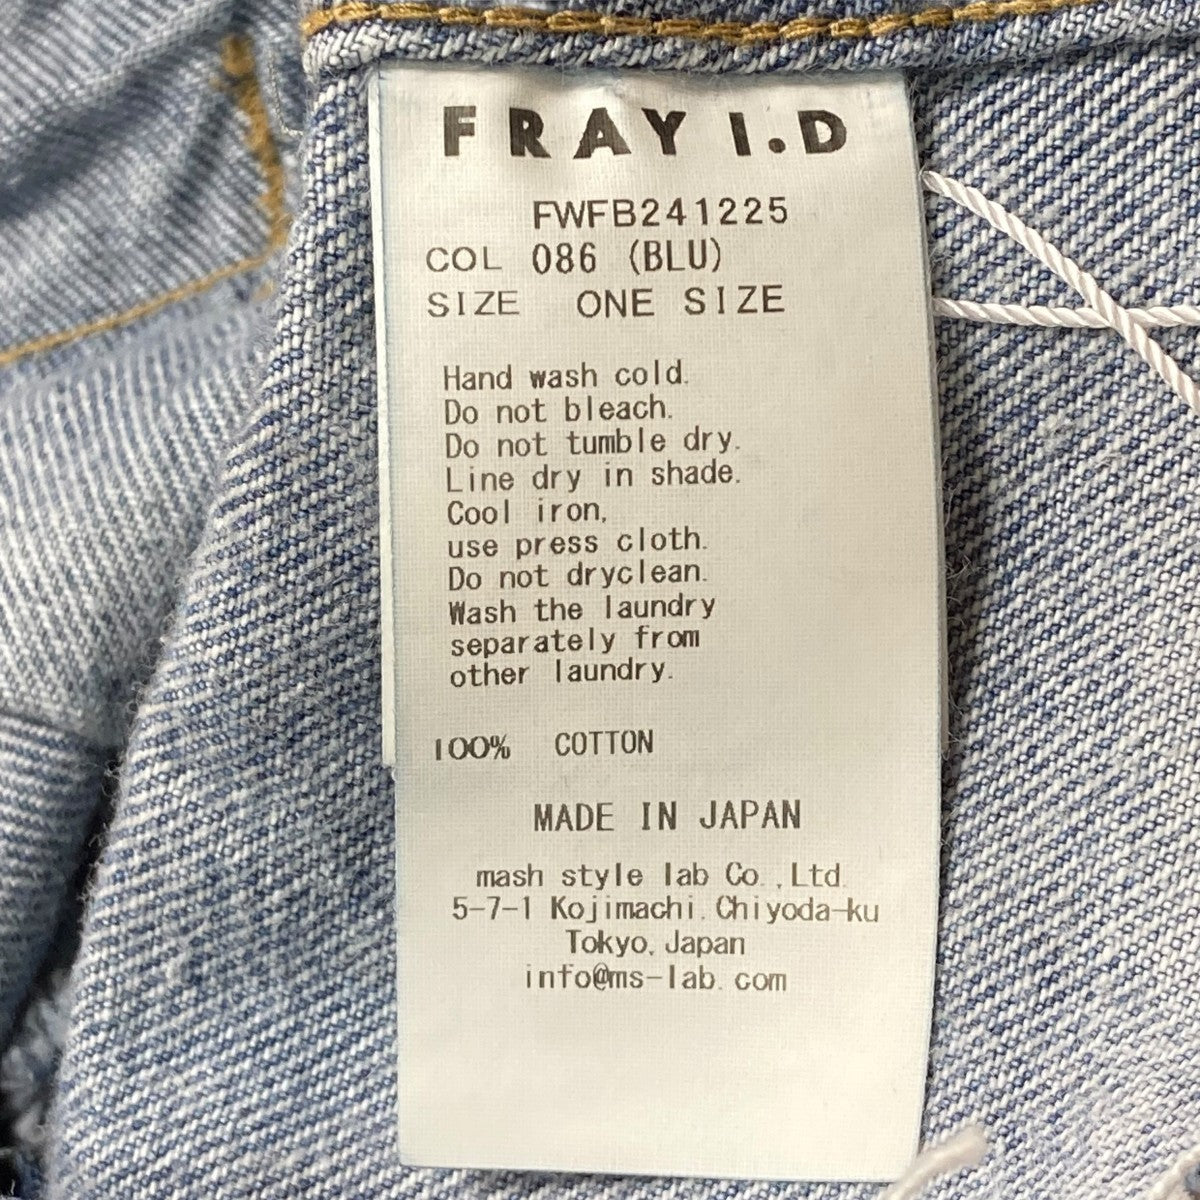 FRAY I.D
FWFB241225
COL 086 (BLU)
SIZE ONE SIZE
Hand wash cold.
Do not bleach.
Do not tumble dry.
Line dry in shade.
Cool iron,
use press cloth.
Do not dryclean.
Wash the laundry
separately from
other laundry.
100% COTTON
MADE IN JAPAN
mash style lab Co.,Ltd.
5-7-1 Kojimachi,Chiyoda-ku
Tokyo,Japan
info@ms-lab.com